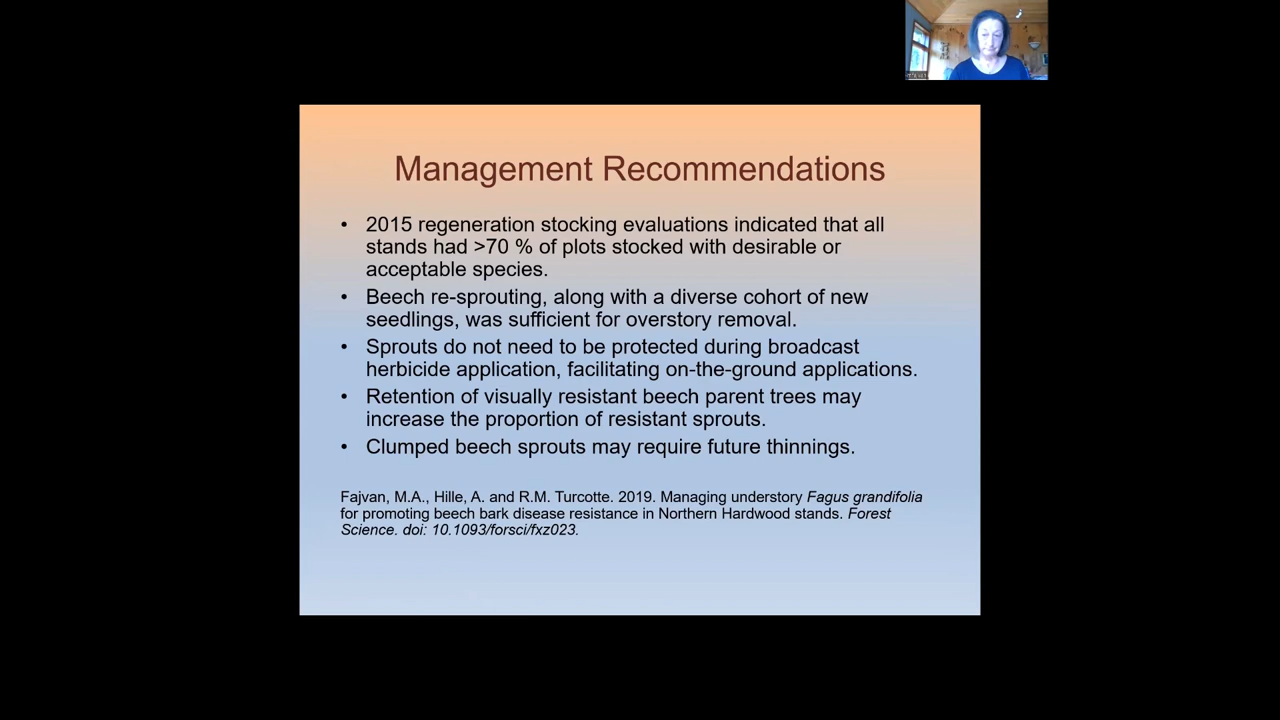 Management Recommendations
• 2015 regeneration stocking evaluations indicated that all
stands had >70 % of plots stocked with desirable or
acceptable species.
• Beech re-sprouting, along with a diverse cohort of new
seedlings, was sufficient for overstory removal.
• Sprouts do not need to be protected during broadcast
herbicide application, facilitating on-the-ground applications.
• Retention of visually resistant beech parent trees may
increase the proportion of resistant sprouts.
• Clumped beech sprouts may require future thinnings.
Fajvan, M.A., Hille, A. and R.M. Turcotte. 2019. Managing understory Fagus grandifolia
for promoting beech bark disease resistance in Northern Hardwood stands. Forest
Science. doi: 10.1093/forsci/fxz023.